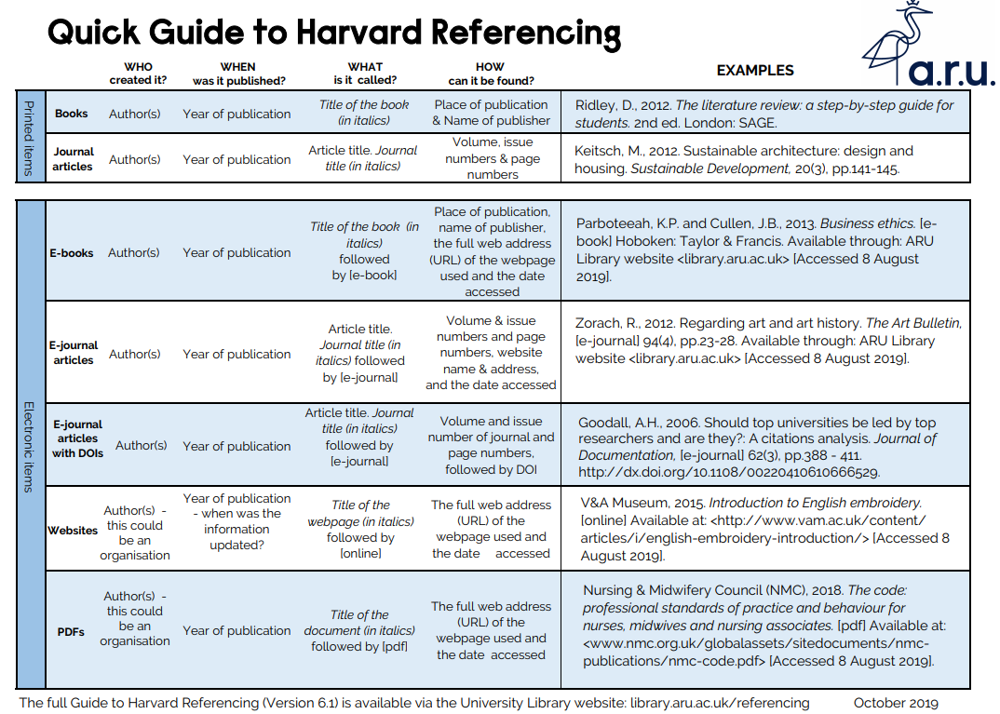 Quick Guide to Harvard Referencing
a.r.u.
WHO
created it?
WHEN
was it published?
WHAT
is it called?
HOW
can it be found?
EXAMPLES
Printed items
Books
Author(s)
Year of publication
Title of the book
(in italics)
Place of publication
& Name of publisher
Ridley, D., 2012. The literature review: a step-by-step guide for
students. 2nd ed. London: SAGE.
Journal
articles
Author(s)
Year of publication
Article title. Journal
title (in italics)
Volume, issue
numbers & page
numbers
Keitsch, M., 2012. Sustainable architecture: design and
housing. Sustainable Development, 20(3), pp.141-145.
Electronic items
E-books
Author(s)
Year of publication
Title of the book (in
italics)
followed
by [e-book]
Place of publication,
name of publisher,
the full web address
(URL) of the webpage
used and the date
accessed
Parboteeah, K.P. and Cullen, J.B., 2013. Business ethics. [e-
book] Hoboken: Taylor & Francis. Available through: ARU
Library website <library.aru.ac.uk> [Accessed 8 August
2019].
E-journal
articles
Author(s)
Year of publication
Article title.
Journal title (in
italics) followed
by [e-journal]
Volume & issue
numbers and page
numbers, website
name & address,
and the date accessed
Zorach, R., 2012. Regarding art and art history. The Art Bulletin,
[e-journal] 94(4), pp.23-28. Available through: ARU Library
website <library.aru.ac.uk> [Accessed 8 August 2019].
E-journal
articles
with DOIs
Author(s)
Year of publication
Article title. Journal
title (in italics)
followed by
[e-journal]
Volume and issue
number of journal and
page numbers,
followed by DOI
Goodall, A.H., 2006. Should top universities be led by top
researchers and are they?: A citations analysis. Journal of
Documentation, [e-journal] 62(3), pp.388 - 411.
http://dx.doi.org/10.1108/00220410610666529.
Websites
Author(s) -
this could
be an
organisation
Year of publication
- when was the
information
updated?
Title of the
webpage (in italics)
followed by
[online]
The full web address
(URL) of the
webpage used and
the date accessed
V&A Museum, 2015. Introduction to English embroidery.
[online] Available at: <http://www.vam.ac.uk/content/
articles/i/english-embroidery-introduction/> [Accessed 8
August 2019].
PDFs
Author(s) -
this could
be an
organisation
Year of publication
Title of the
document (in italics)
followed by [pdf]
The full web address
(URL) of the
webpage used and
the date accessed
Nursing & Midwifery Council (NMC), 2018. The code:
professional standards of practice and behaviour for
nurses, midwives and nursing associates. [pdf] Available at:
<www.nmc.org.uk/globalassets/sitedocuments/nmc-
publications/nmc-code.pdf> [Accessed 8 August 2019].
The full Guide to Harvard Referencing (Version 6.1) is available via the University Library website: library.aru.ac.uk/referencing
October 2019